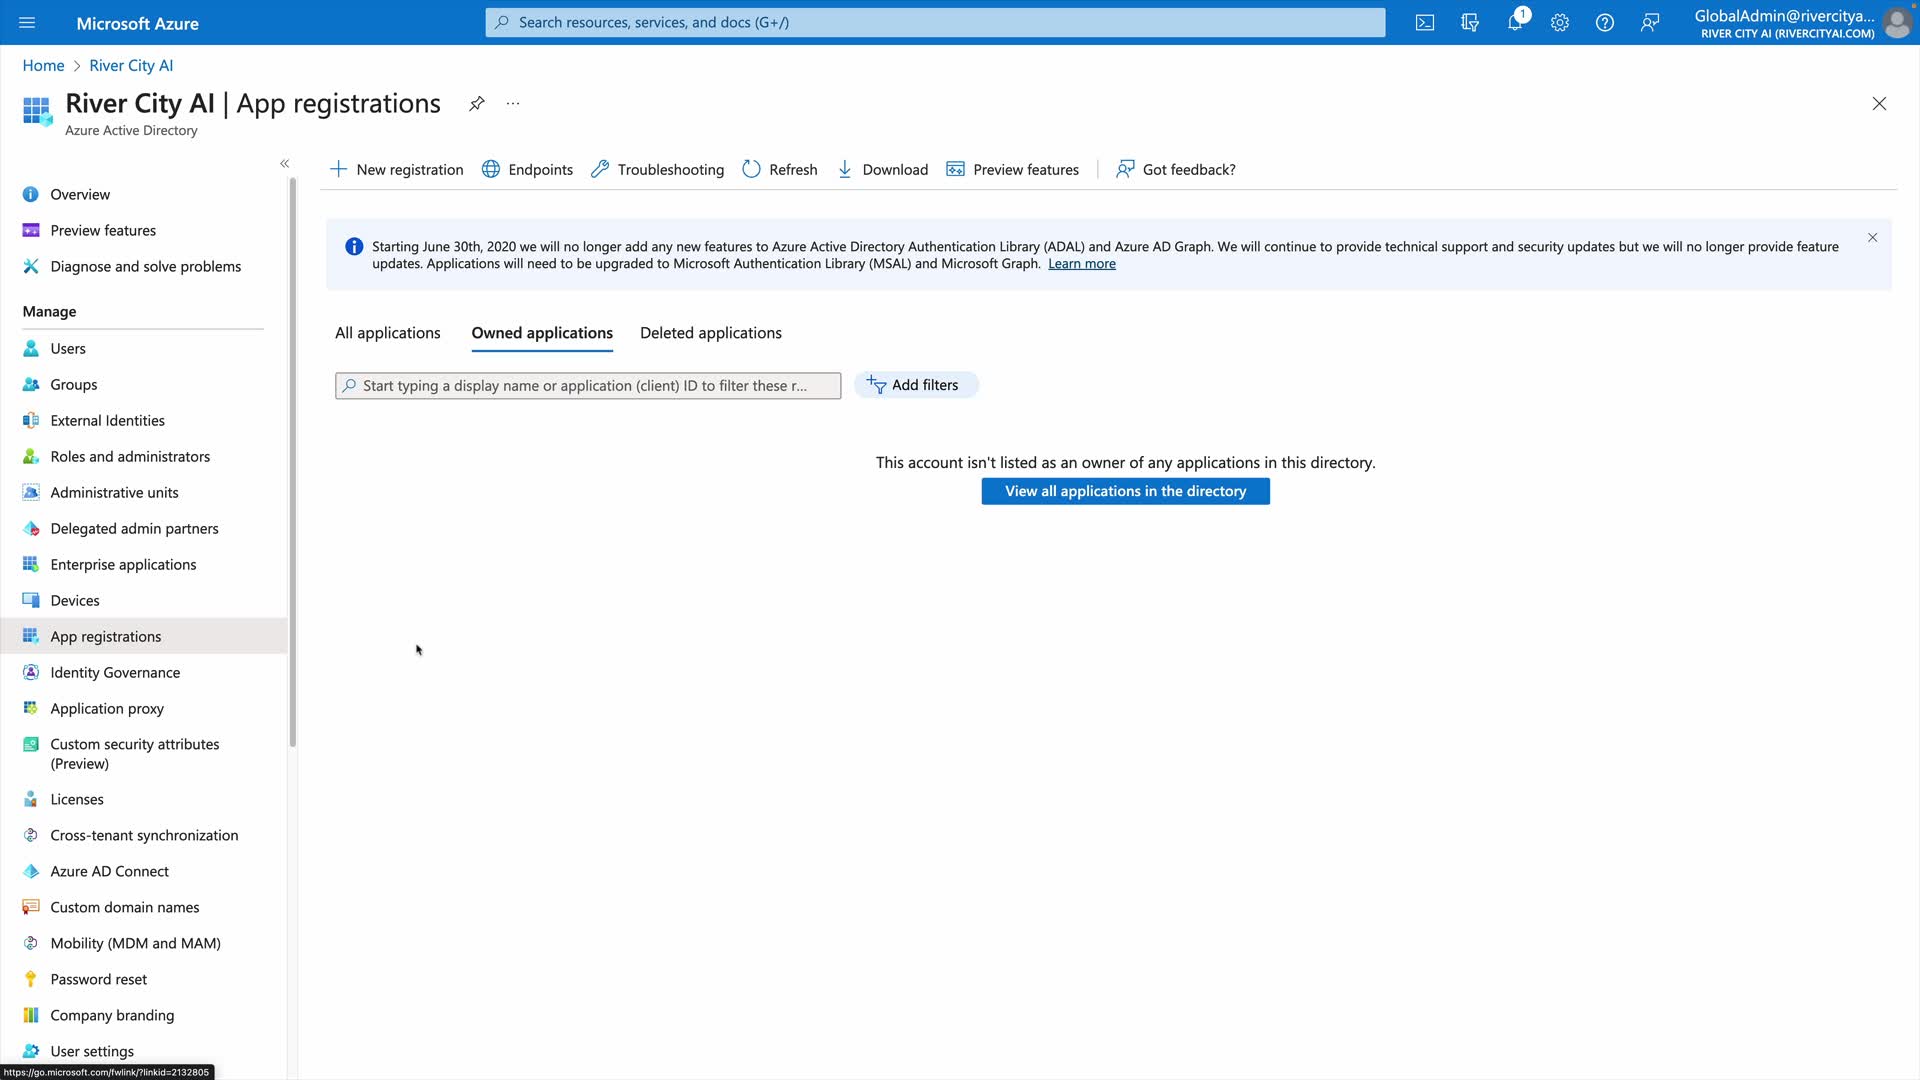 Microsoft Azure
Search resources, services, and docs (G+/)
1
GlobalAdmin@rivercitya...
RIVER CITY AI (RIVERCITYAI.COM)
Home > River City AI
River City AI | App registrations
...
Azure Active Directory
New registration
Endpoints
Troubleshooting
Refresh
Download
Preview features
Got feedback?
Overview
Preview features
Diagnose and solve problems
Manage
Users
Groups
External Identities
Roles and administrators
Administrative units
Delegated admin partners
Enterprise applications
Devices
App registrations
Identity Governance
Application proxy
Custom security attributes
(Preview)
Licenses
Cross-tenant synchronization
Azure AD Connect
Custom domain names
Mobility (MDM and MAM)
Password reset
Company branding
User settings
Starting June 30th, 2020 we will no longer add any new features to Azure Active Directory Authentication Library (ADAL) and Azure AD Graph. We will continue to provide technical support and security updates but we will no longer provide feature
updates. Applications will need to be upgraded to Microsoft Authentication Library (MSAL) and Microsoft Graph. Learn more
All applications
Owned applications
Deleted applications
Start typing a display name or application (client) ID to filter these r...
Add filters
This account isn't listed as an owner of any applications in this directory.
View all applications in the directory
https://go.microsoft.com/fwlink/?linkid=2132805